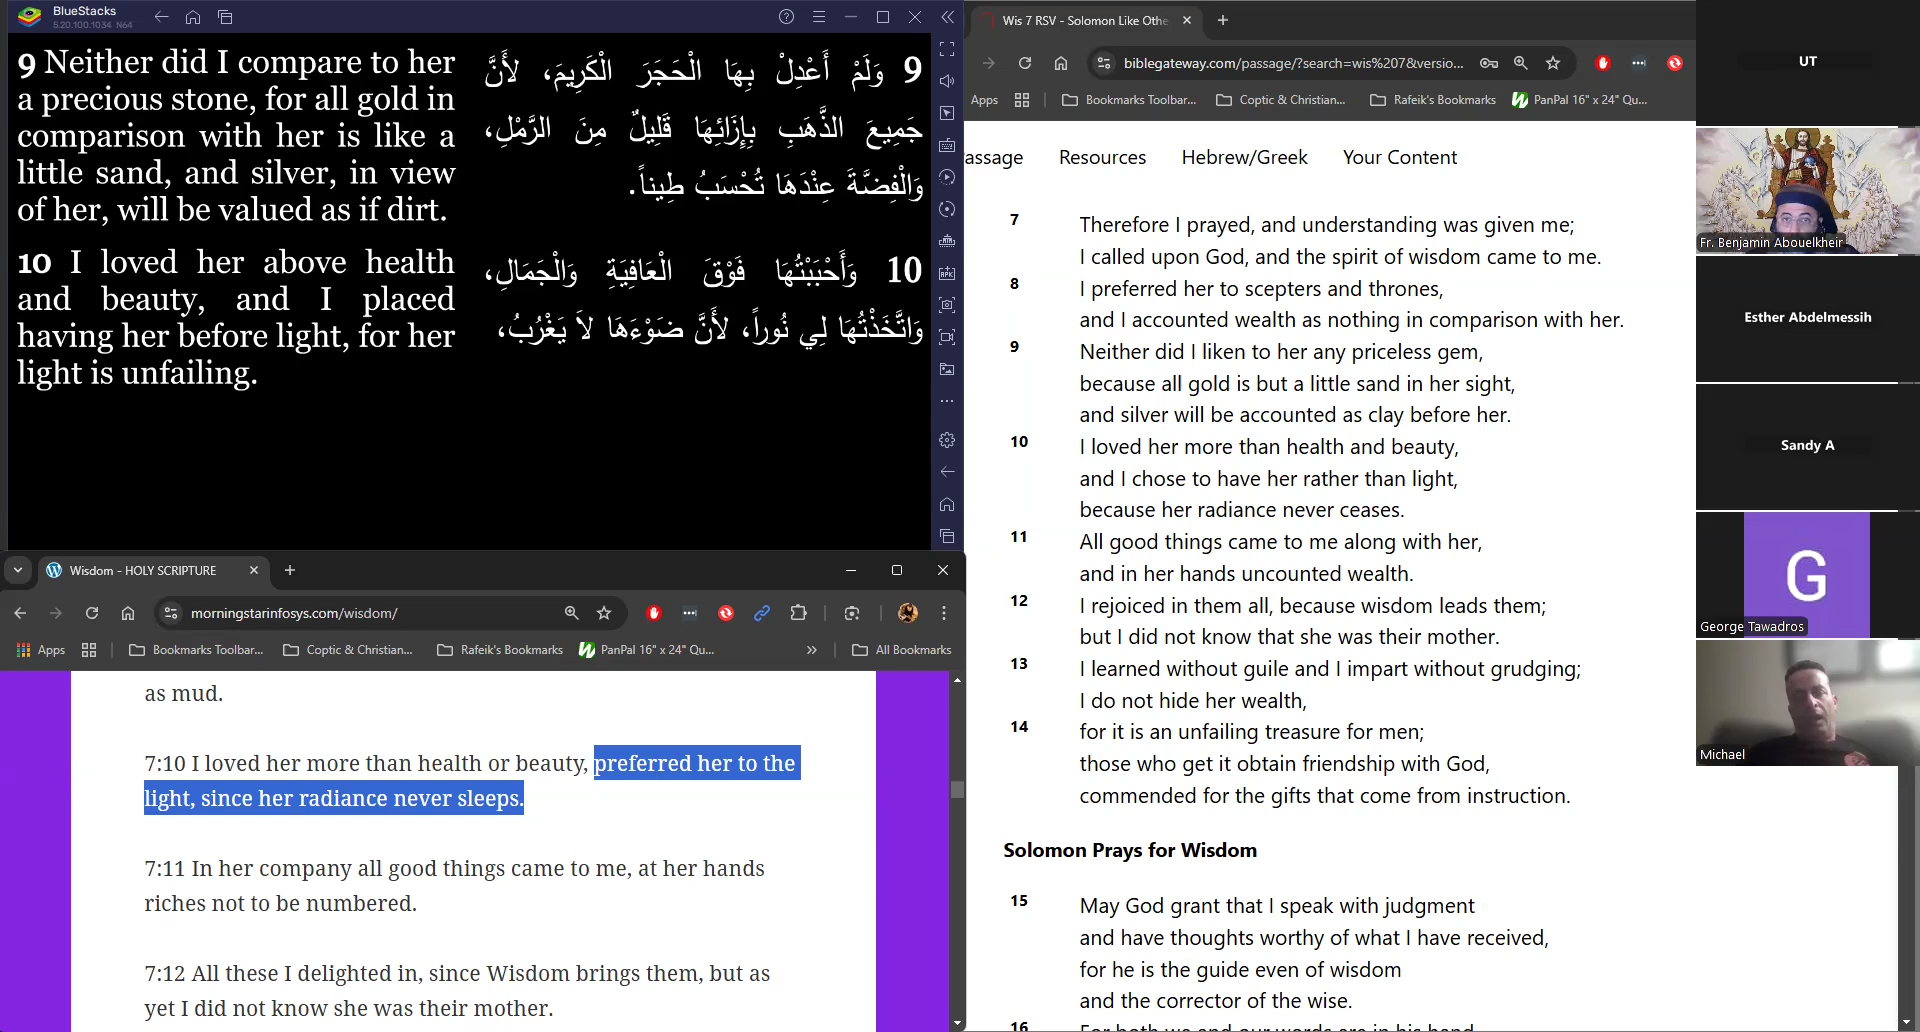 BlueStacks
5.20.100.1034 N64
9 Neither did I compare to her
a precious stone, for all gold in
comparison with her is like a
little sand, and silver, in view
of her, will be valued as if dirt.
9 وَلَمْ أَعْدِلْ بِهَا الْحَجَرَ الْكَرِيمَ، لأَنَّ
جَمِيعَ الذَّهَبِ بِإِزَائِهَا قَلِيلٌ مِنَ الرَّمْلِ،
وَالْفِضَّةَ عِنْدَهَا تُحْسَبُ طِيناً.
10 I loved her above health
and beauty, and I placed
having her before light, for her
light is unfailing.
10 وَأَحْبَبْتُهَا فَوْقَ الْعَافِيَةِ وَالْجَمَالِ،
وَاتَّخَذْتُهَا لِي نُوراً، لأَنَّ ضَوْءَهَا لاَ يَغْرُبُ،
Wisdom - HOLY SCRIPTURE
morningstarinfosys.com/wisdom/
Apps
Bookmarks Toolbar...
Coptic & Christian...
Rafeik's Bookmarks
PanPal 16" x 24" Qu...
All Bookmarks
as mud.
7:10 I loved her more than health or beauty, preferred her to the
light, since her radiance never sleeps.
7:11 In her company all good things came to me, at her hands
riches not to be numbered.
7:12 All these I delighted in, since Wisdom brings them, but as
yet I did not know she was their mother.
Wis 7 RSV - Solomon Like Othe
biblegateway.com/passage/?search=wis%207&versio...
Apps
Bookmarks Toolbar...
Coptic & Christian...
Rafeik's Bookmarks
PanPal 16" x 24" Qu...
assage
Resources
Hebrew/Greek
Your Content
7 Therefore I prayed, and understanding was given me;
I called upon God, and the spirit of wisdom came to me.
8 I preferred her to scepters and thrones,
and I accounted wealth as nothing in comparison with her.
9 Neither did I liken to her any priceless gem,
because all gold is but a little sand in her sight,
and silver will be accounted as clay before her.
10 I loved her more than health and beauty,
and I chose to have her rather than light,
because her radiance never ceases.
11 All good things came to me along with her,
and in her hands uncounted wealth.
12 I rejoiced in them all, because wisdom leads them;
but I did not know that she was their mother.
13 I learned without guile and I impart without grudging;
I do not hide her wealth,
14 for it is an unfailing treasure for men;
those who get it obtain friendship with God,
commended for the gifts that come from instruction.
Solomon Prays for Wisdom
15 May God grant that I speak with judgment
and have thoughts worthy of what I have received,
for he is the guide even of wisdom
and the corrector of the wise.
16 For both we and our words are in his hand
UT
Fr. Benjamin Abouelkheir
Esther Abdelmessih
Sandy A
G
George Tawadros
Michael